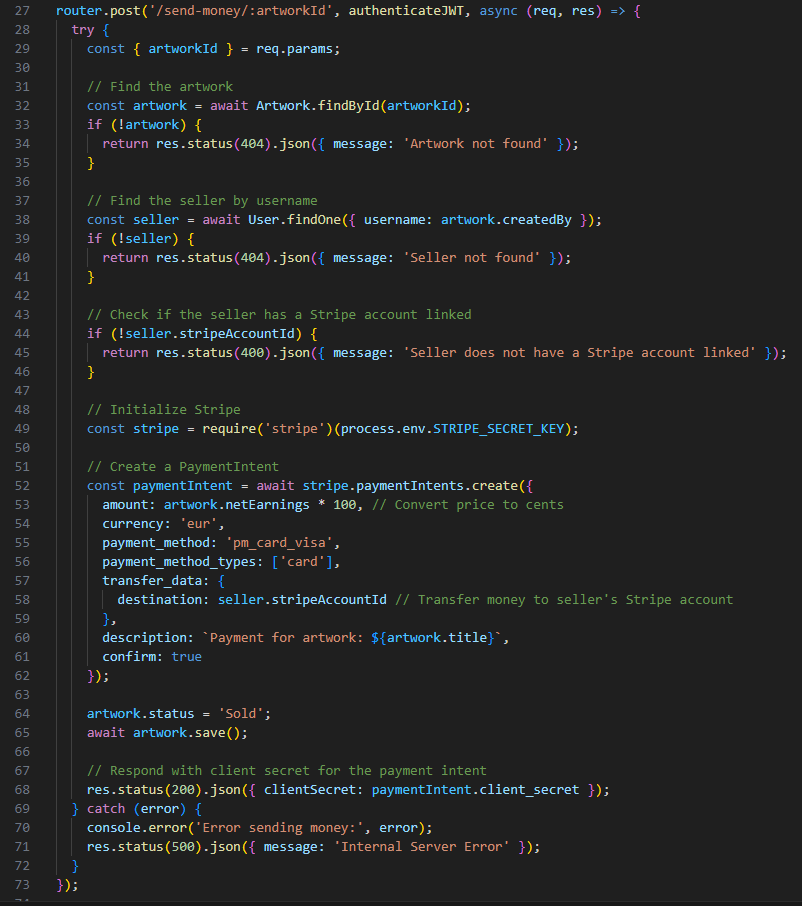 27 router.post('/send-money/:artworkId', authenticateJWT, async (req, res) => {
28 try {
29 const { artworkId } = req.params;
30
31 // Find the artwork
32 const artwork = await Artwork.findById(artworkId);
33 if (!artwork) {
34 return res.status(404).json({ message: 'Artwork not found' });
35 }
36
37 // Find the seller by username
38 const seller = await User.findOne({ username: artwork.createdBy });
39 if (!seller) {
40 return res.status(404).json({ message: 'Seller not found' });
41 }
42
43 // Check if the seller has a Stripe account linked
44 if (!seller.stripeAccountId) {
45 return res.status(400).json({ message: 'Seller does not have a Stripe account linked' });
46 }
47
48 // Initialize Stripe
49 const stripe = require('stripe')(process.env.STRIPE_SECRET_KEY);
50
51 // Create a PaymentIntent
52 const paymentIntent = await stripe.paymentIntents.create({
53 amount: artwork.netEarnings * 100, // Convert price to cents
54 currency: 'eur',
55 payment_method: 'pm_card_visa',
56 payment_method_types: ['card'],
57 transfer_data: {
58 destination: seller.stripeAccountId // Transfer money to seller's Stripe account
59 },
60 description: `Payment for artwork: ${artwork.title}`,
61 confirm: true
62 });
63
64 artwork.status = 'Sold';
65 await artwork.save();
66
67 // Respond with client secret for the payment intent
68 res.status(200).json({ clientSecret: paymentIntent.client_secret });
69 } catch (error) {
70 console.error('Error sending money:', error);
71 res.status(500).json({ message: 'Internal Server Error' });
72 }
73 });